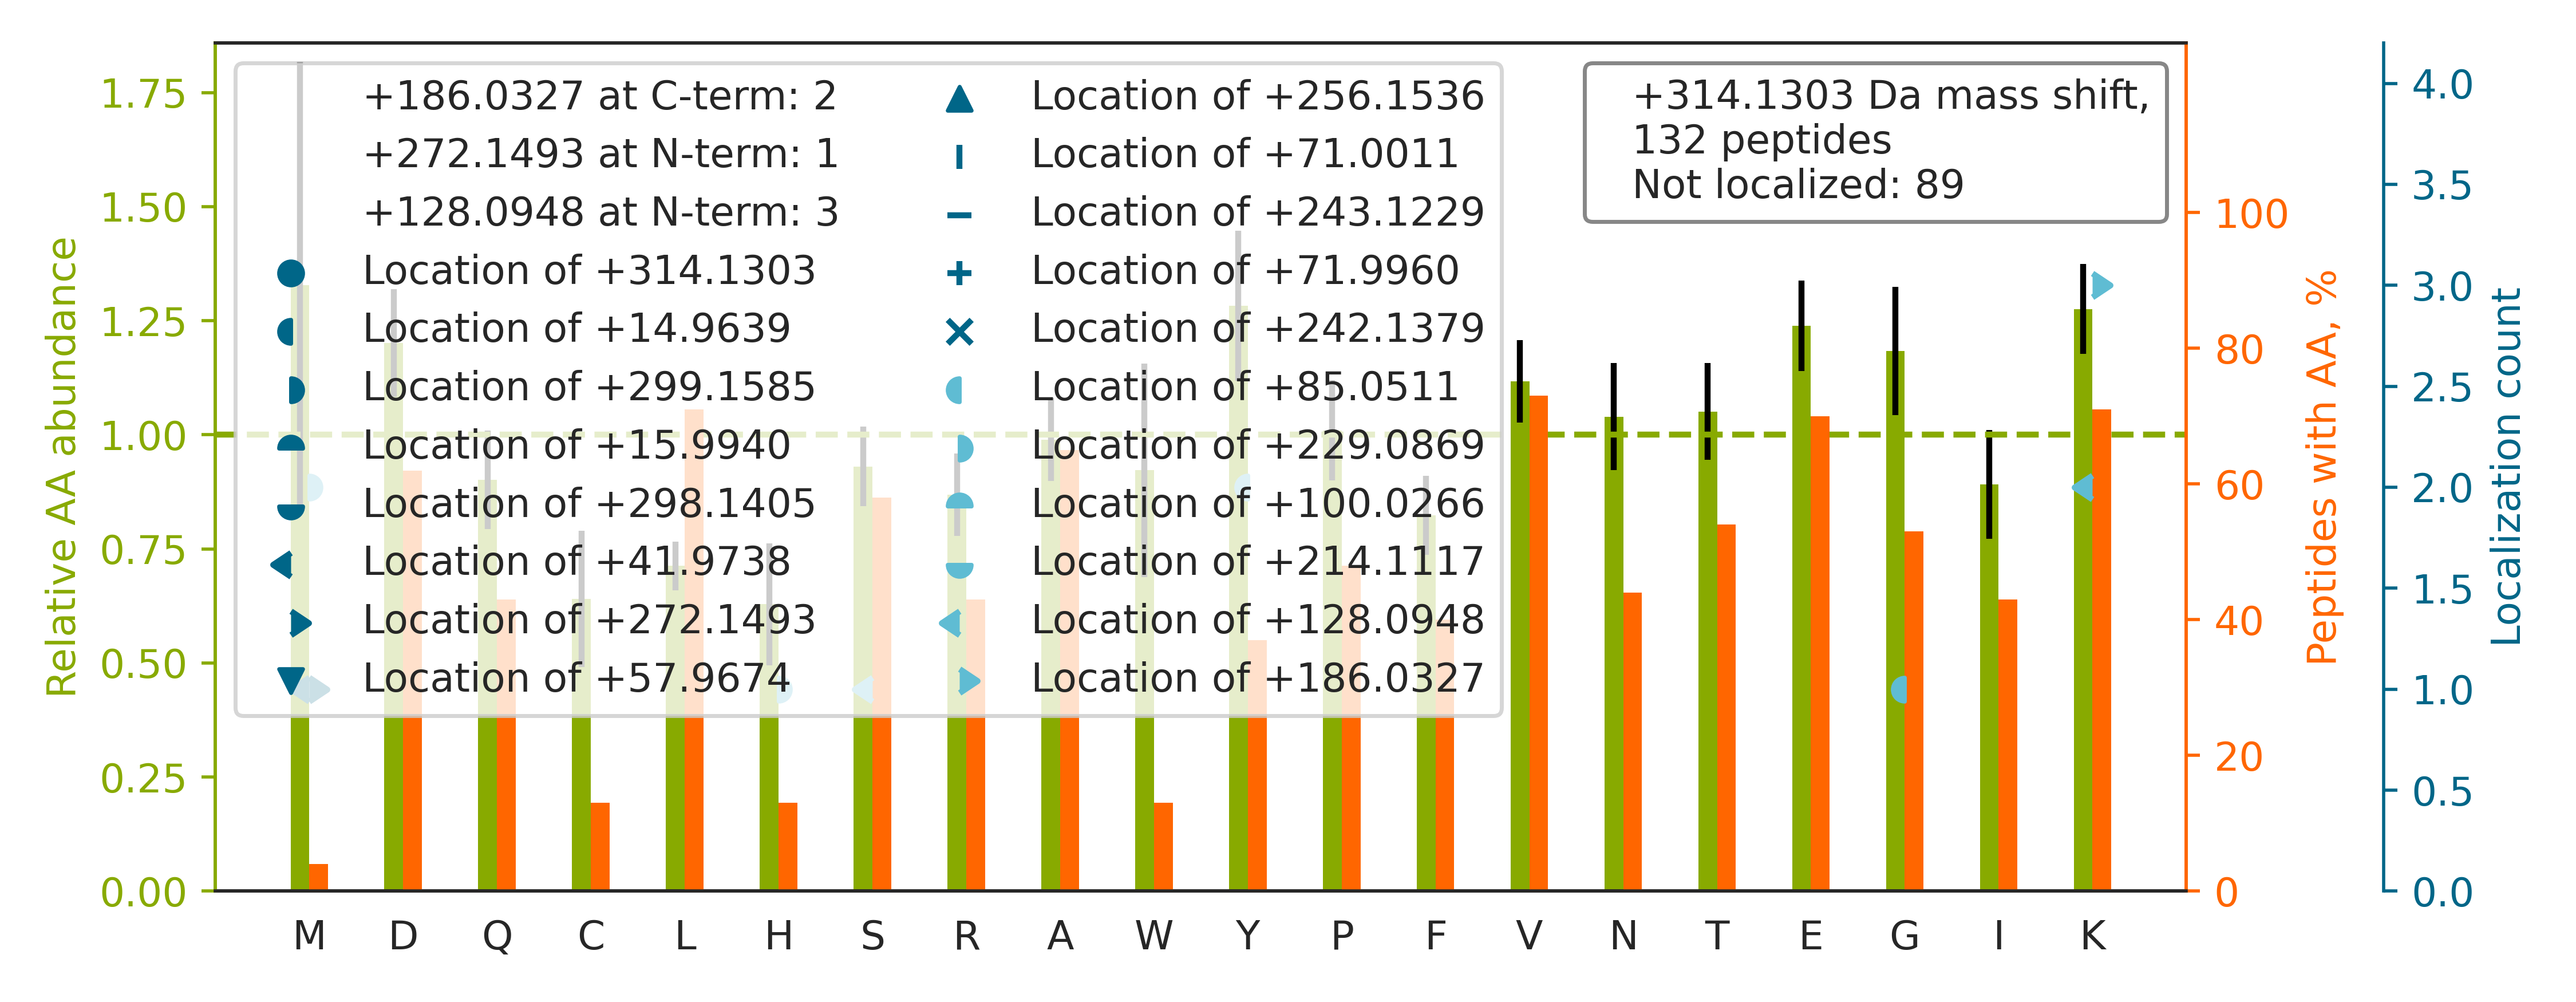 Relative AA abundance
1.75
1.50
1.25
1.00
0.75
0.50
0.25
0.00
+186.0327 at C-term: 2
+272.1493 at N-term: 1
+128.0948 at N-term: 3
Location of +314.1303
Location of +14.9639
Location of +299.1585
Location of +15.9940
Location of +298.1405
Location of +41.9738
Location of +272.1493
Location of +57.9674
Location of +256.1536
Location of +71.0011
Location of +243.1229
Location of +71.9960
Location of +242.1379
Location of +85.0511
Location of +229.0869
Location of +100.0266
Location of +214.1117
Location of +128.0948
Location of +186.0327
+314.1303 Da mass shift,
132 peptides
Not localized: 89
M D Q C L H S R A W Y P F V N T E G I K
100
80
60
40
20
0
Peptides with AA, %
4.0
3.5
3.0
2.5
2.0
1.5
1.0
0.5
0.0
Localization count